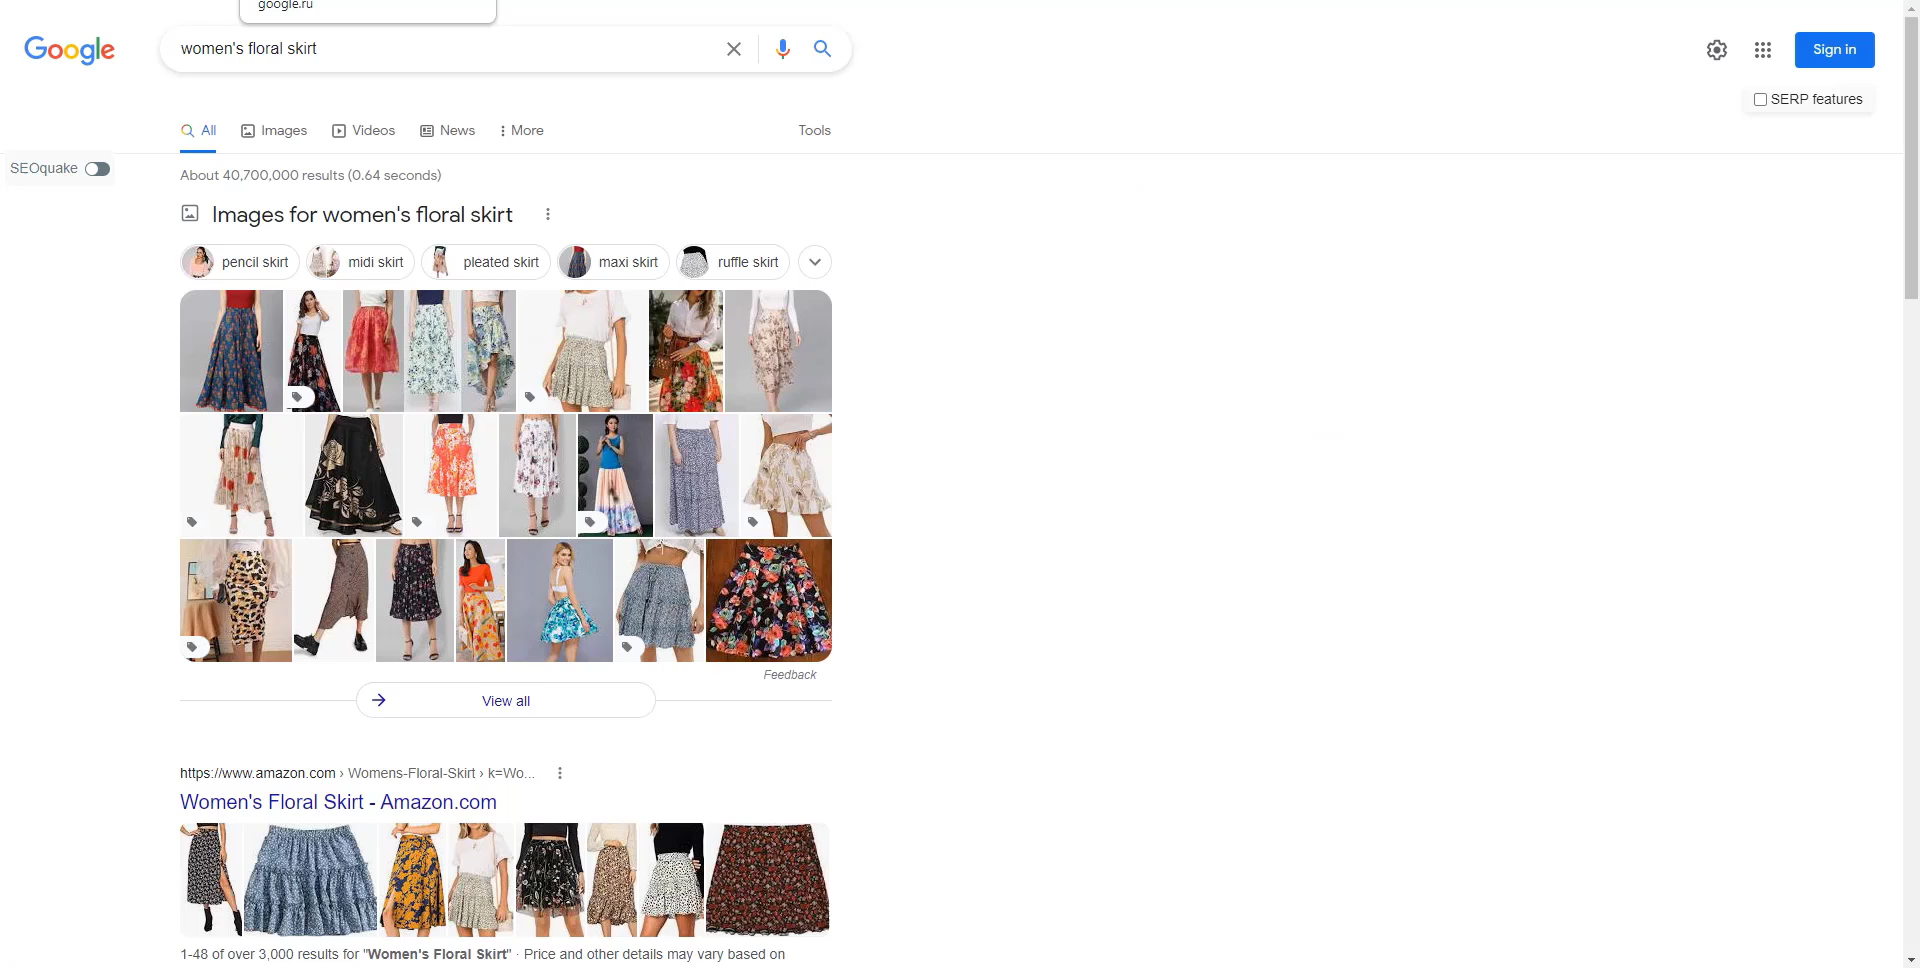 google.ru
Google
women's floral skirt
Sign in
SERP features
All
Images
Videos
News
More
Tools
SEOquake
About 40,700,000 results (0.64 seconds)
Images for women's floral skirt
pencil skirt
midi skirt
pleated skirt
maxi skirt
ruffle skirt
Feedback
View all
https://www.amazon.com › Womens-Floral-Skirt › k=Wo...
Women's Floral Skirt - Amazon.com
1-48 of over 3,000 results for "Women's Floral Skirt" · Price and other details may vary based on